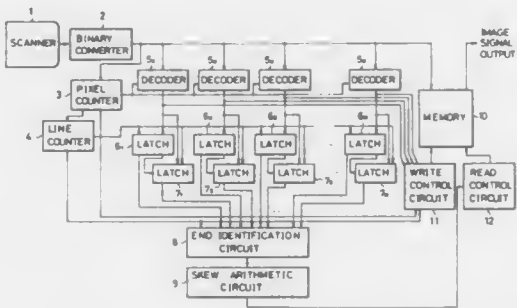 1
SCANNER
2
BINARY
CONVERTER
IMAGE
SIGNAL
OUTPUT
DECODER
DECODER
DECODER
DECODER
3
PIXEL
COUNTER
MEMORY
10
4
LINE
COUNTER
LATCH
LATCH
LATCH
LATCH
LATCH
LATCH
LATCH
WRITE
CONTROL
CIRCUIT
11
READ
CONTROL
CIRCUIT
12
8
END IDENTIFICATION
CIRCUIT
9
SKEW ARITHMETIC
CIRCUIT